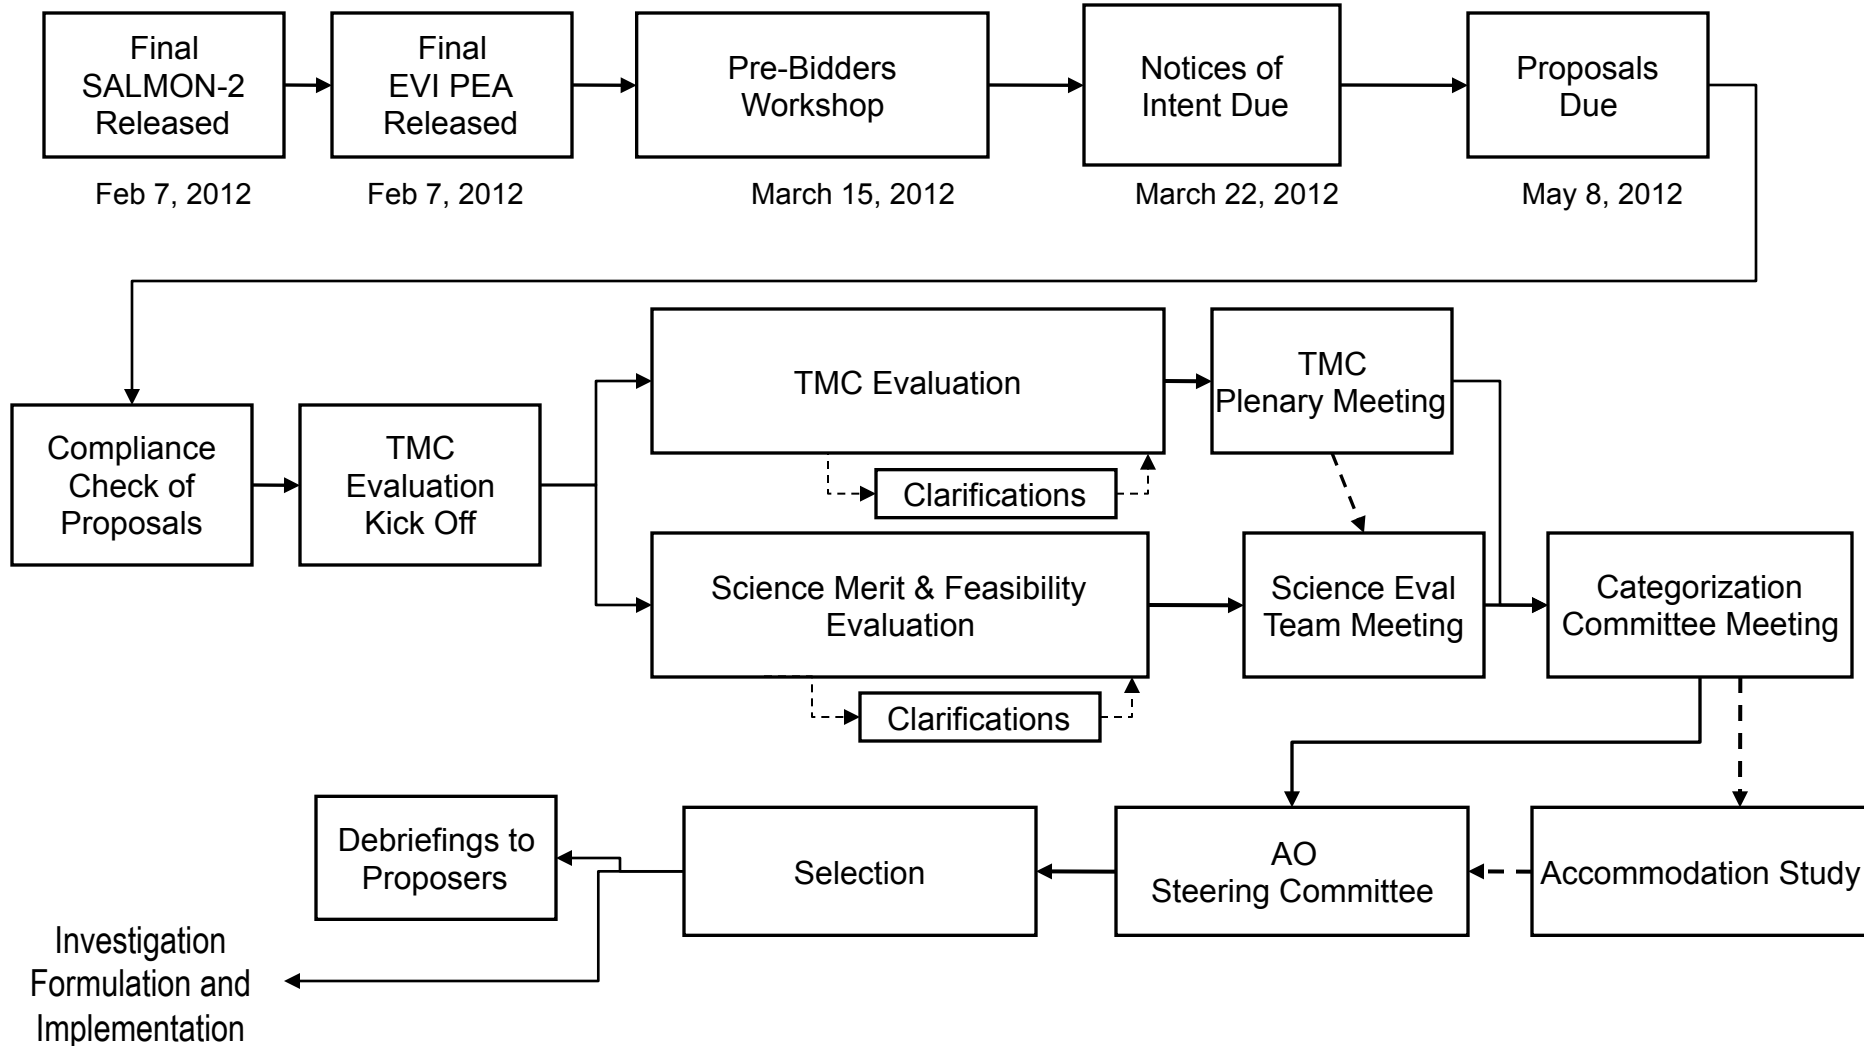 Final
SALMON-2
Released
Final
EVI PEA
Released
Pre-Bidders
Workshop
Notices of
Intent Due
Proposals
Due
Feb 7, 2012
Feb 7, 2012
March 15, 2012
March 22, 2012
May 8, 2012
TMC Evaluation
TMC
Plenary Meeting
Compliance
Check of
Proposals
TMC
Evaluation
Kick Off
Clarifications
Science Merit & Feasibility
Evaluation
Science Eval
Team Meeting
Categorization
Committee Meeting
Clarifications
Debriefings to
Proposers
Selection
AO
Steering Committee
Accommodation Study
Investigation
Formulation and
Implementation